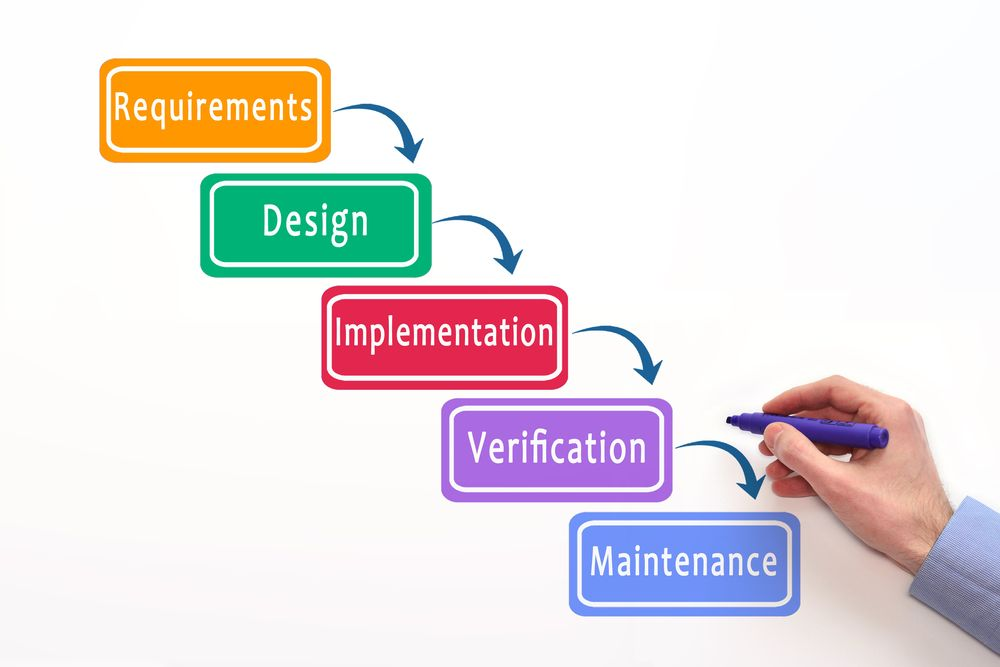 Requirements
Design
Implementation
Verification
Maintenance